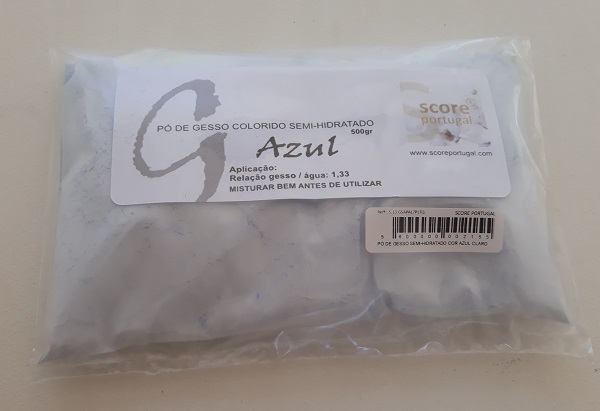 G
PÓ DE GESSO COLORIDO SEMI-HIDRATADO
500gr
Azul
Aplicação:
Relação gesso / água: 1,33
MISTURAR BEM ANTES DE UTILIZAR
score
portugal
www.scoreportugal.com
SCORE PORTUGAL
PÓ DE GESSO SEMI-HIDRATADO COR AZUL CLARO